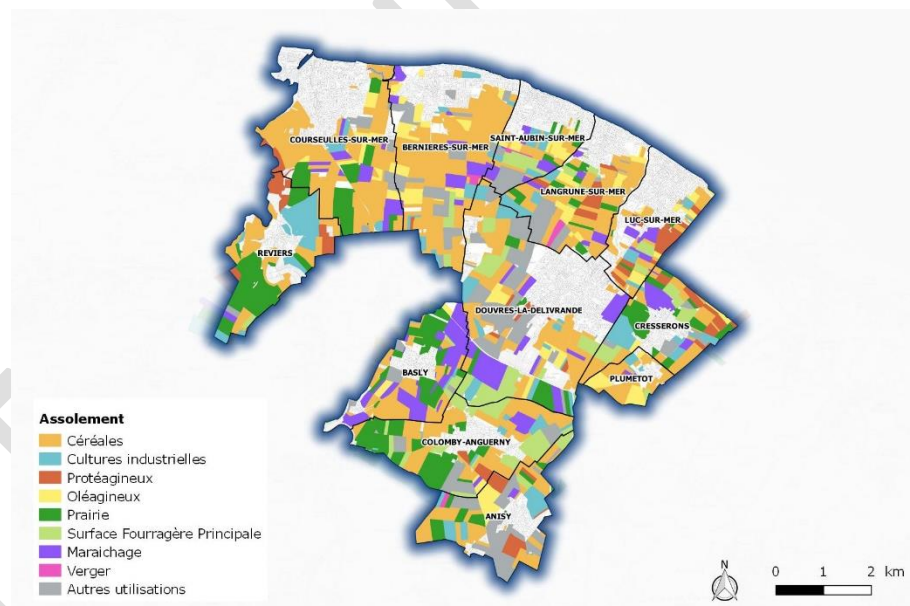 COURSEULLES-SUR-MER
BERNIERES-SUR-MER
SAINT-AUBIN-SUR-MER
LANGRUNE-SUR-MER
LUC-SUR-MER
REVIERS
DOUVRES-LA-DELIVRANDE
CRESSERONS
BASLY
PLUMETOT
COLOMBY-ANGUERNY
ANISY
Assolement
Céréales
Cultures industrielles
Protéagineux
Oléagineux
Prairie
Surface Fourragère Principale
Maraichage
Verger
Autres utilisations
N
0 1 2 km